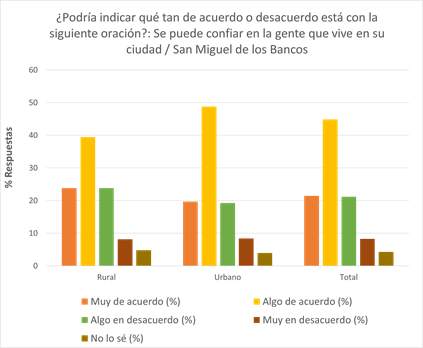 ¿Podría indicar qué tan de acuerdo o desacuerdo está con la
siguiente oración?: Se puede confiar en la gente que vive en su
ciudad / San Miguel de los Bancos
60
50
40
30
20
10
0
% Respuestas
Rural Urbano Total
Muy de acuerdo (%) Algo de acuerdo (%)
Algo en desacuerdo (%) Muy en desacuerdo (%)
No lo sé (%)